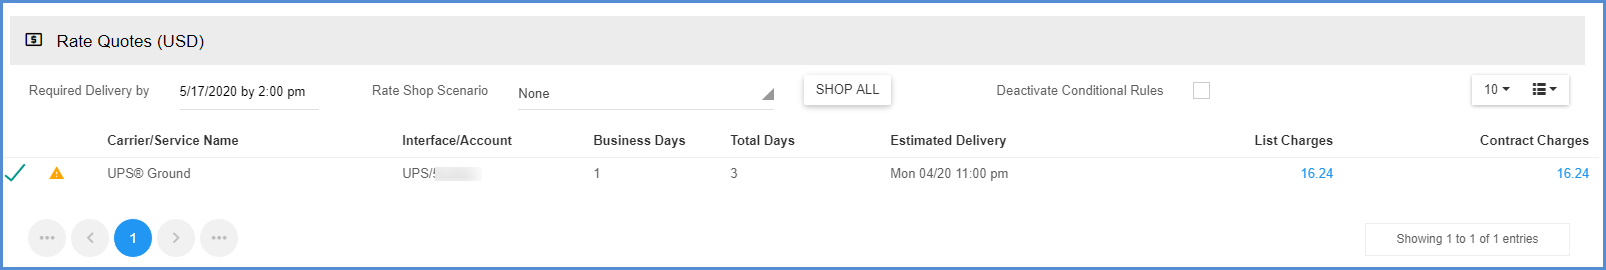 Rate Quotes (USD)
Required Delivery by 5/17/2020 by 2:00 pm Rate Shop Scenario None SHOP ALL Deactivate Conditional Rules 10
Carrier/Service Name Interface/Account Business Days Total Days Estimated Delivery List Charges Contract Charges
UPS® Ground UPS/ 1 3 Mon 04/20 11:00 pm 16.24 16.24
••• 1 ••• Showing 1 to 1 of 1 entries